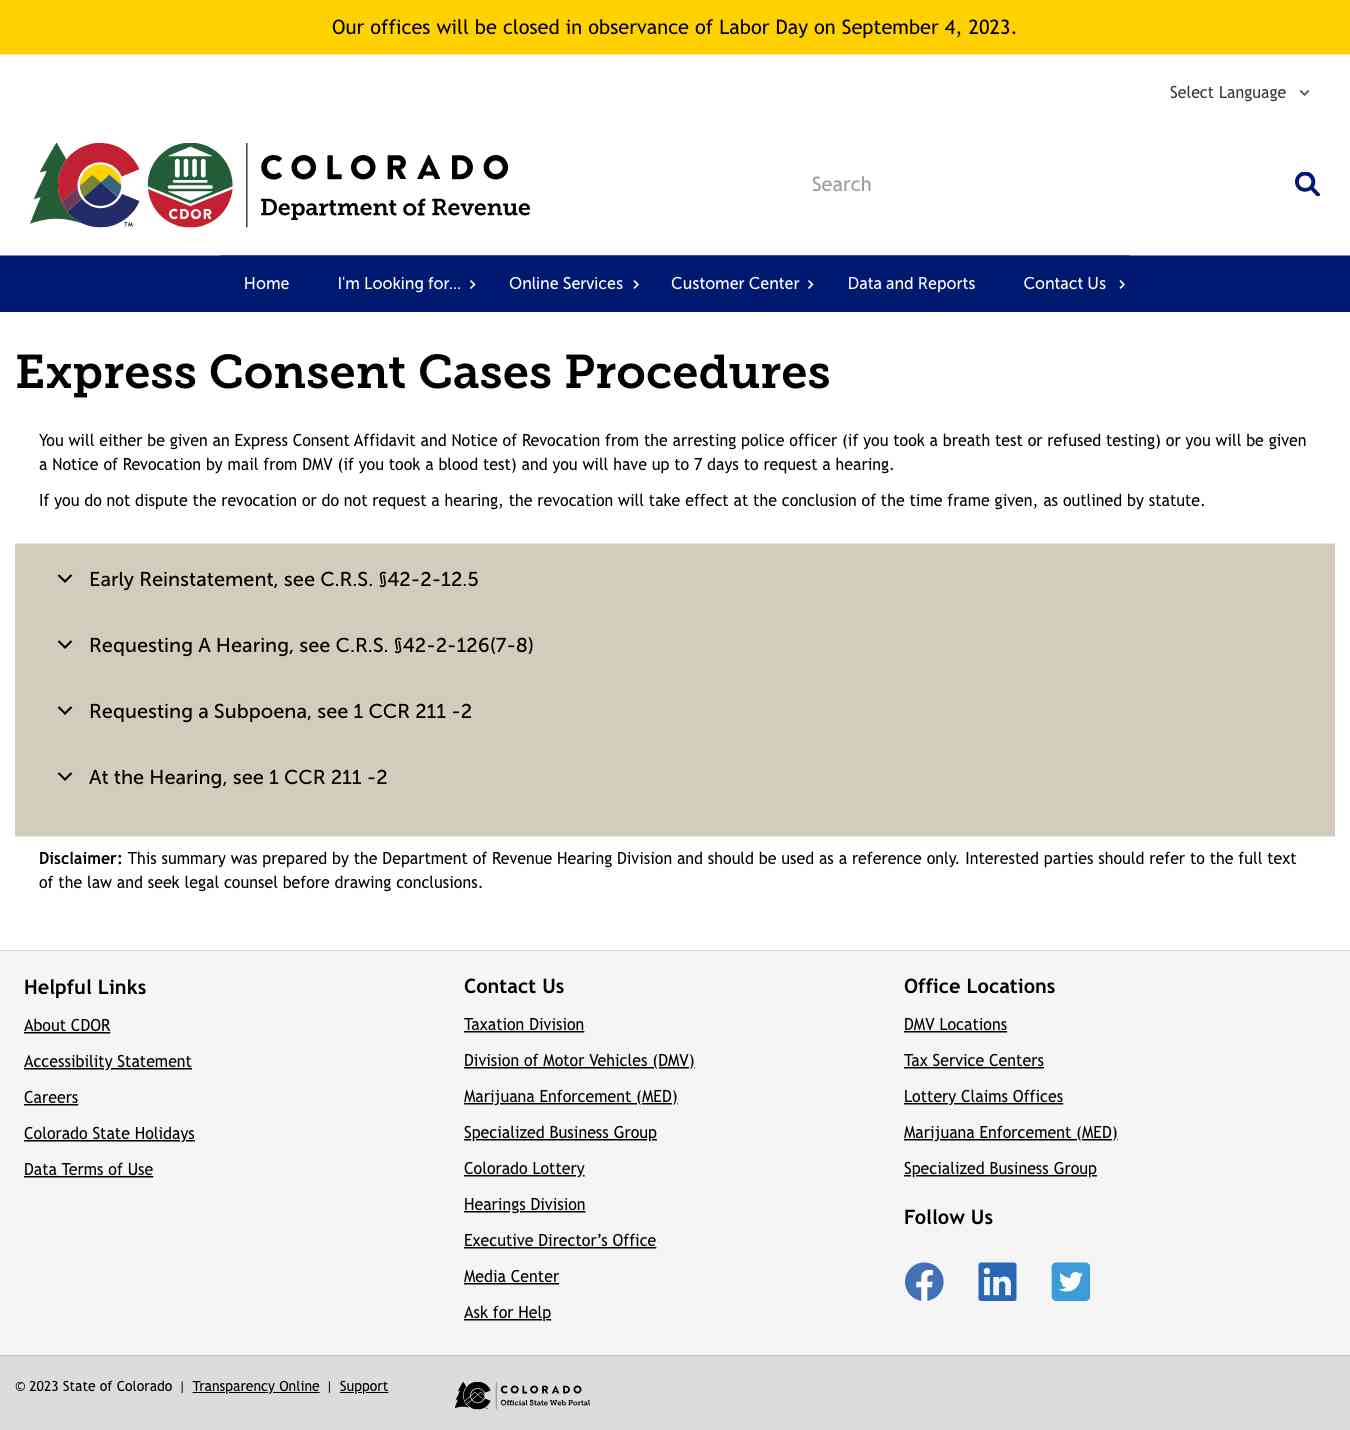 Our offices will be closed in observance of Labor Day on September 4, 2023.
Select Language
CDOR
TM
COLORADO
Department of Revenue
Search
Home
I'm Looking for...
Online Services
Customer Center
Data and Reports
Contact Us
Express Consent Cases Procedures
You will either be given an Express Consent Affidavit and Notice of Revocation from the arresting police officer (if you took a breath test or refused testing) or you will be given
a Notice of Revocation by mail from DMV (if you took a blood test) and you will have up to 7 days to request a hearing.
If you do not dispute the revocation or do not request a hearing, the revocation will take effect at the conclusion of the time frame given, as outlined by statute.
Early Reinstatement, see C.R.S. §42-2-12.5
Requesting A Hearing, see C.R.S. §42-2-126(7-8)
Requesting a Subpoena, see 1 CCR 211 -2
At the Hearing, see 1 CCR 211 -2
Disclaimer: This summary was prepared by the Department of Revenue Hearing Division and should be used as a reference only. Interested parties should refer to the full text
of the law and seek legal counsel before drawing conclusions.
Helpful Links
About CDOR
Accessibility Statement
Careers
Colorado State Holidays
Data Terms of Use
Contact Us
Taxation Division
Division of Motor Vehicles (DMV)
Marijuana Enforcement (MED)
Specialized Business Group
Colorado Lottery
Hearings Division
Executive Director’s Office
Media Center
Ask for Help
Office Locations
DMV Locations
Tax Service Centers
Lottery Claims Offices
Marijuana Enforcement (MED)
Specialized Business Group
Follow Us
© 2023 State of Colorado | Transparency Online | Support
COLORADO
Official State Web Portal